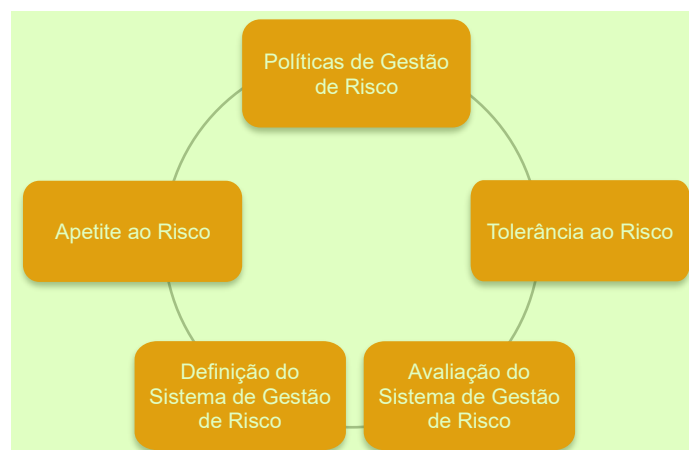 Políticas de Gestão
de Risco
Apetite ao Risco
Tolerância ao Risco
Definição do
Sistema de Gestão
de Risco
Avaliação do
Sistema de Gestão
de Risco